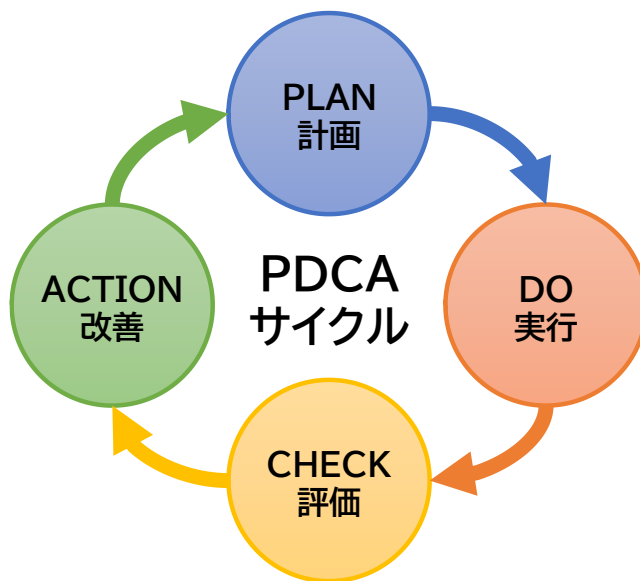 PLAN
計画
DO
実行
CHECK
評価
ACTION
改善
PDCA
サイクル